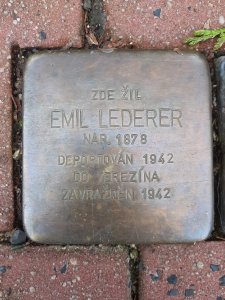 ZDE ŽIL
EMIL LEDERER
NAR. 1878
DEPORTOVÁN 1942
DO TEREZÍNA
ZAVRAŽDĚN 1942